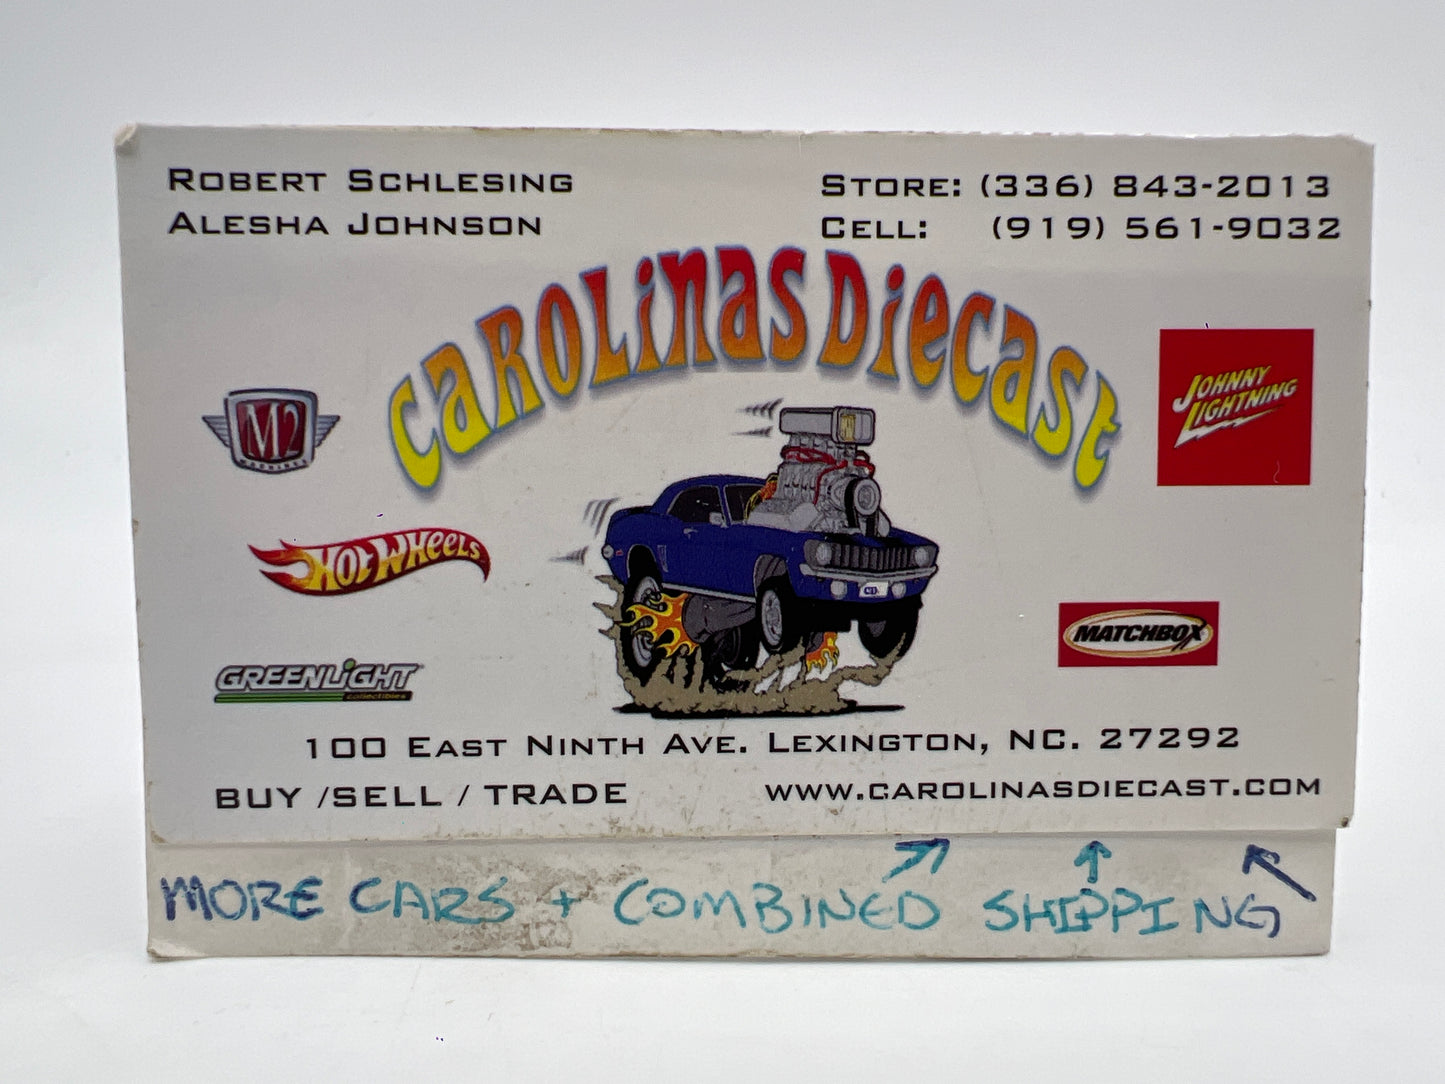 ROBERT SCHLESING
ALESHA JOHNSON
STORE: (336) 843-2013
CELL: (919) 561-9032
CAROLINAS DIECAST
M2
MACHINES
JOHNNY
LIGHTNING
HOT WHEELS
MATCHBOX
GREENLIGHT
collectibles
100 EAST NINTH AVE. LEXINGTON, NC. 27292
BUY /SELL / TRADE
WWW.CAROLINASDIECAST.COM
MORE CARS + COMBINED SHIPPING